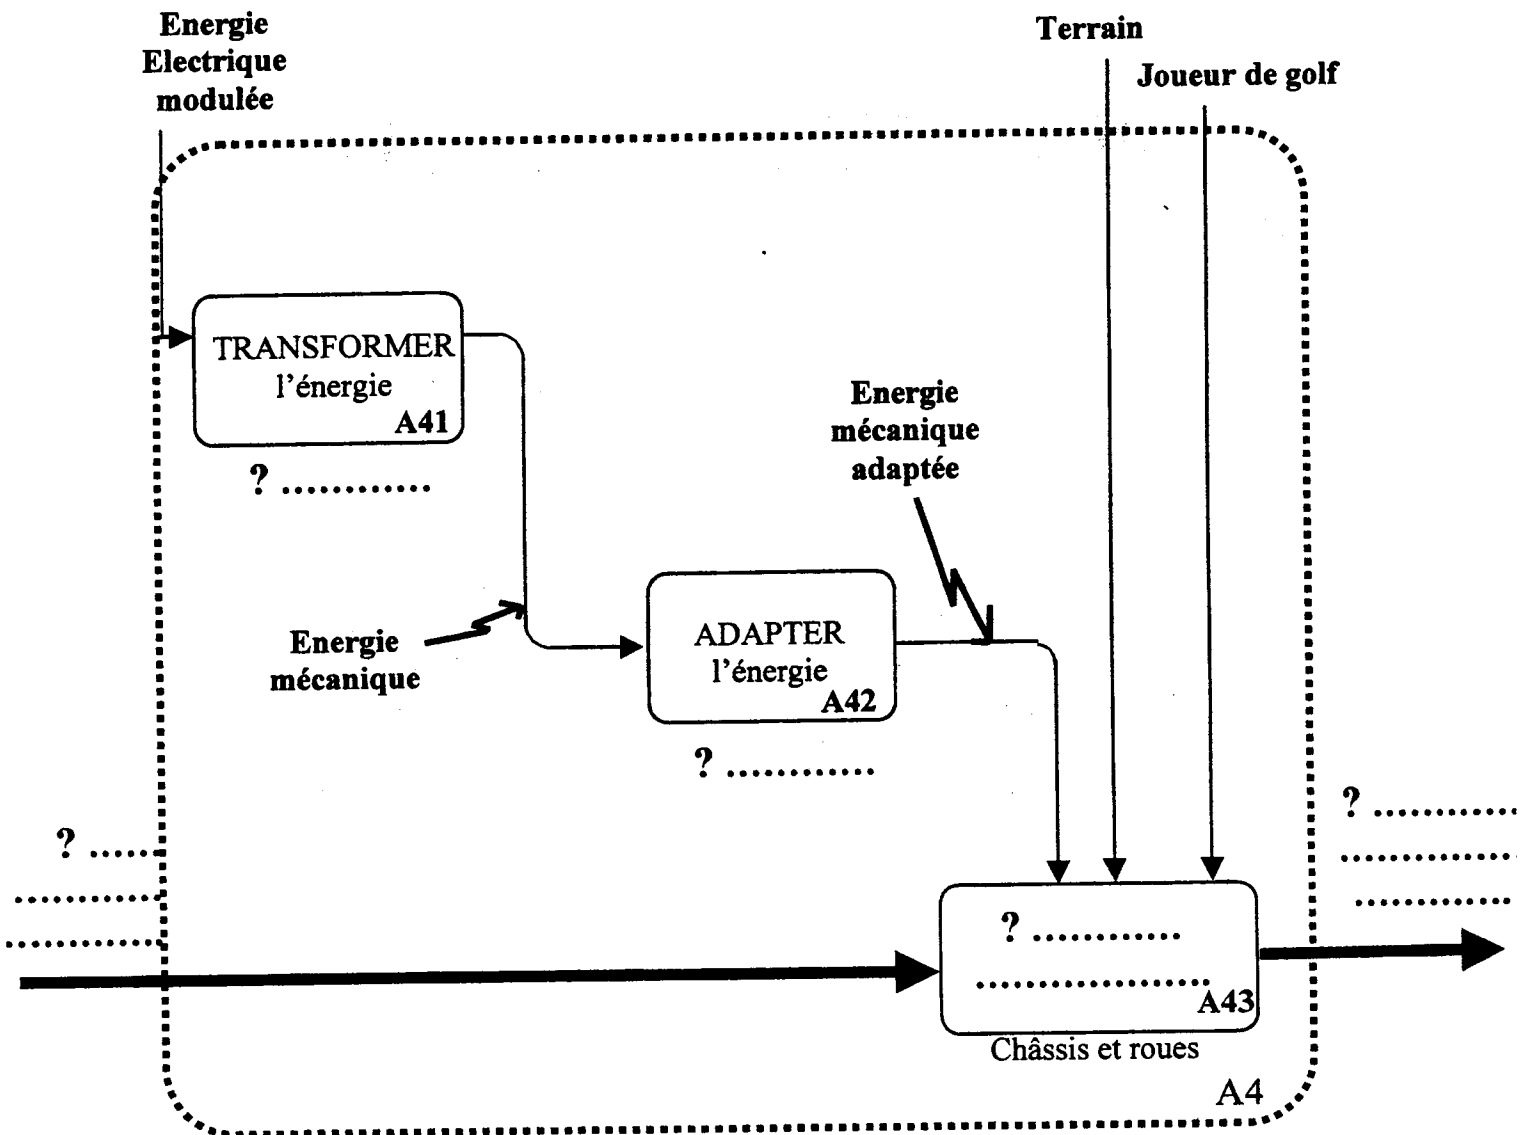 Energie
Electrique
modulée
Terrain
Joueur de golf
TRANSFORMER
l'énergie
A41
? .............
Energie
mécanique
adaptée
Energie
mécanique
ADAPTER
l'énergie
A42
? .............
? ......
.............
.............
? .............
................
..............
? .............
.....................
A43
Châssis et roues
A4